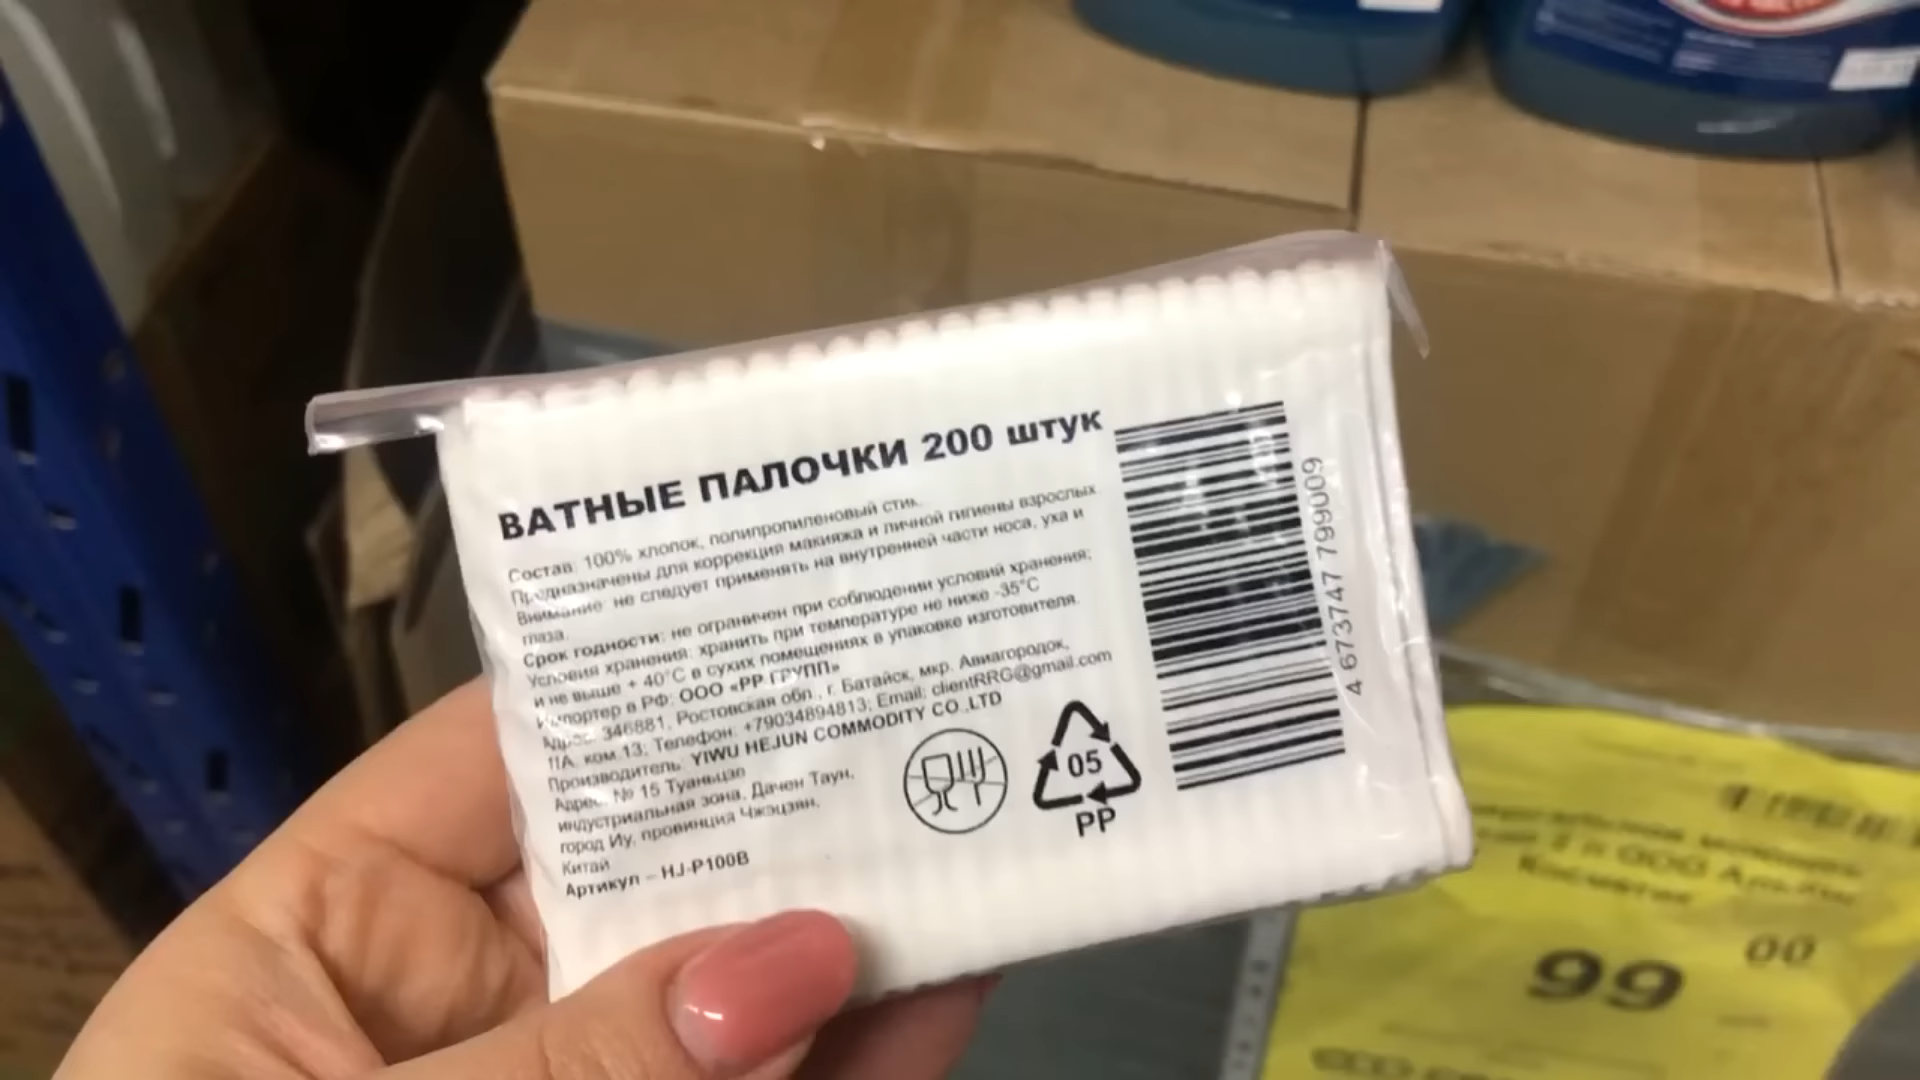 ВАТНЫЕ ПАЛОЧКИ 200 штук
Состав: 100% хлопок, полипропиленовый стик.
Предназначены для коррекция макияжа и личной гигиены взрослых
Внимание: не следует применять на внутренней части носа, уха и
глаза.
Срок годности: не ограничен при соблюдении условий хранения;
Условия хранения: хранить при температуре не ниже -35°C
и не выше + 40°C в сухих помещениях в упаковке изготовителя.
Импортер в РФ: ООО «РР ГРУПП»
Адрес: 346881, Ростовская обл., г. Батайск, мкр. Авиагородок,
11А, ком 13; Телефон: +79034894813; Email: clientRRG@gmail.com
Производитель: YIWU HEJUN COMMODITY CO.,LTD
Адрес: № 15 Туаньцзе
индустриальная зона, Дачен Таун,
город Иу, провинция Чжэцзян,
Китай
Артикул – HJ-P100B
05
PP
4 673747 799009
2 л ООО
Косметик
99 00